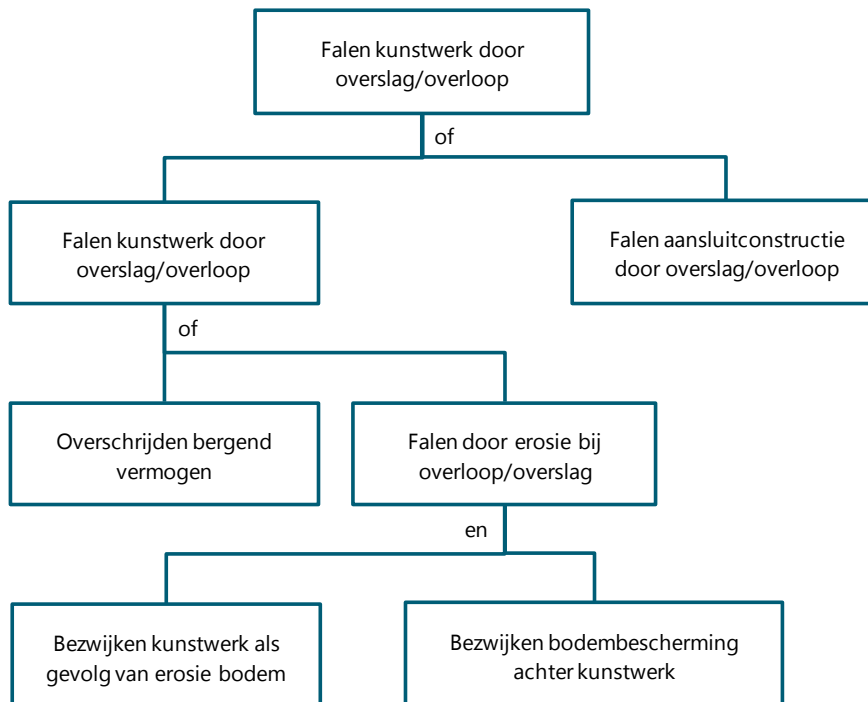 Falen kunstwerk door
overslag/overloop
of
Falen kunstwerk door
overslag/overloop
Falen aansluitconstructie
door overslag/overloop
of
Overschrijden bergend
vermogen
Falen door erosie bij
overloop/overslag
en
Bezwijken kunstwerk als
gevolg van erosie bodem
Bezwijken bodembescherming
achter kunstwerk